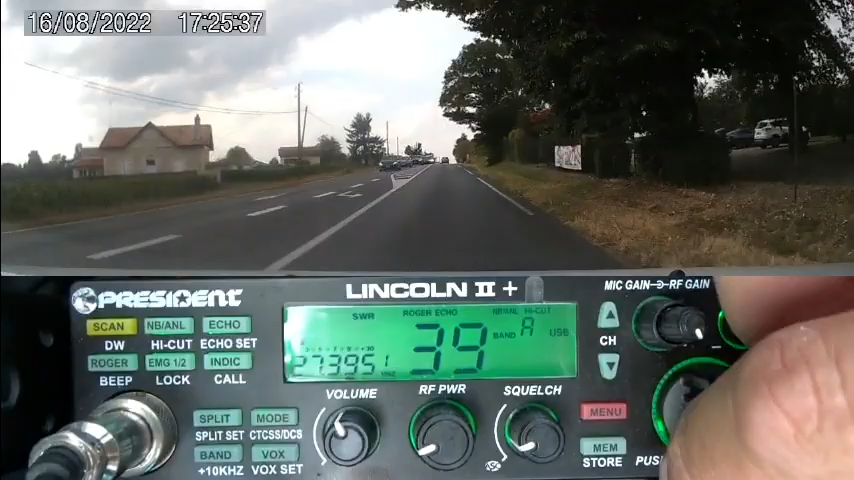 16/08/2022 17:25:37
PRESIDENT LINCOLN II + MIC GAIN RF GAIN
SWR ROGER ECHO NB/ANL HI-CUT
39 BAND A USB
27.3951
CH
SCAN NB/ANL ECHO
DW HI-CUT ECHO SET
ROGER EMG 1/2 INDIC
BEEP LOCK CALL
VOLUME RF PWR SQUELCH
SPLIT MODE
SPLIT SET CTCSS/DCS
MENU
BAND VOX
+10KHZ VOX SET
MEM
STORE PUSH